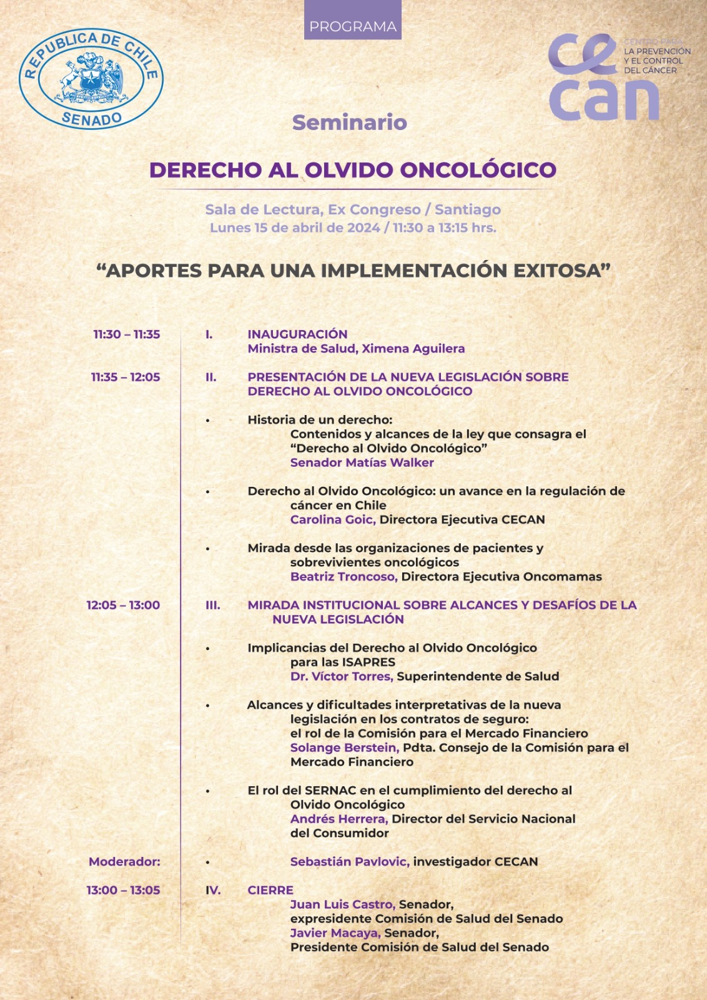 PROGRAMA
REPUBLICA DE CHILE
SENADO
ce
can
CENTRO PARA
LA PREVENCIÓN
Y EL CONTROL
DEL CÁNCER
Seminario
DERECHO AL OLVIDO ONCOLÓGICO
Sala de Lectura, Ex Congreso / Santiago
Lunes 15 de abril de 2024 / 11:30 a 13:15 hrs.
“APORTES PARA UNA IMPLEMENTACIÓN EXITOSA”
11:30 – 11:35 I. INAUGURACIÓN
Ministra de Salud, Ximena Aguilera
11:35 – 12:05 II. PRESENTACIÓN DE LA NUEVA LEGISLACIÓN SOBRE
DERECHO AL OLVIDO ONCOLÓGICO
• Historia de un derecho:
Contenidos y alcances de la ley que consagra el
“Derecho al Olvido Oncológico”
Senador Matías Walker
• Derecho al Olvido Oncológico: un avance en la regulación de
cáncer en Chile
Carolina Goic, Directora Ejecutiva CECAN
• Mirada desde las organizaciones de pacientes y
sobrevivientes oncológicos
Beatriz Troncoso, Directora Ejecutiva Oncomamas
12:05 – 13:00 III. MIRADA INSTITUCIONAL SOBRE ALCANCES Y DESAFÍOS DE LA
NUEVA LEGISLACIÓN
• Implicancias del Derecho al Olvido Oncológico
para las ISAPRES
Dr. Víctor Torres, Superintendente de Salud
• Alcances y dificultades interpretativas de la nueva
legislación en los contratos de seguro:
el rol de la Comisión para el Mercado Financiero
Solange Berstein, Pdta. Consejo de la Comisión para el
Mercado Financiero
• El rol del SERNAC en el cumplimiento del derecho al
Olvido Oncológico
Andrés Herrera, Director del Servicio Nacional
del Consumidor
Moderador: • Sebastián Pavlovic, investigador CECAN
13:00 – 13:05 IV. CIERRE
Juan Luis Castro, Senador,
expresidente Comisión de Salud del Senado
Javier Macaya, Senador,
Presidente Comisión de Salud del Senado